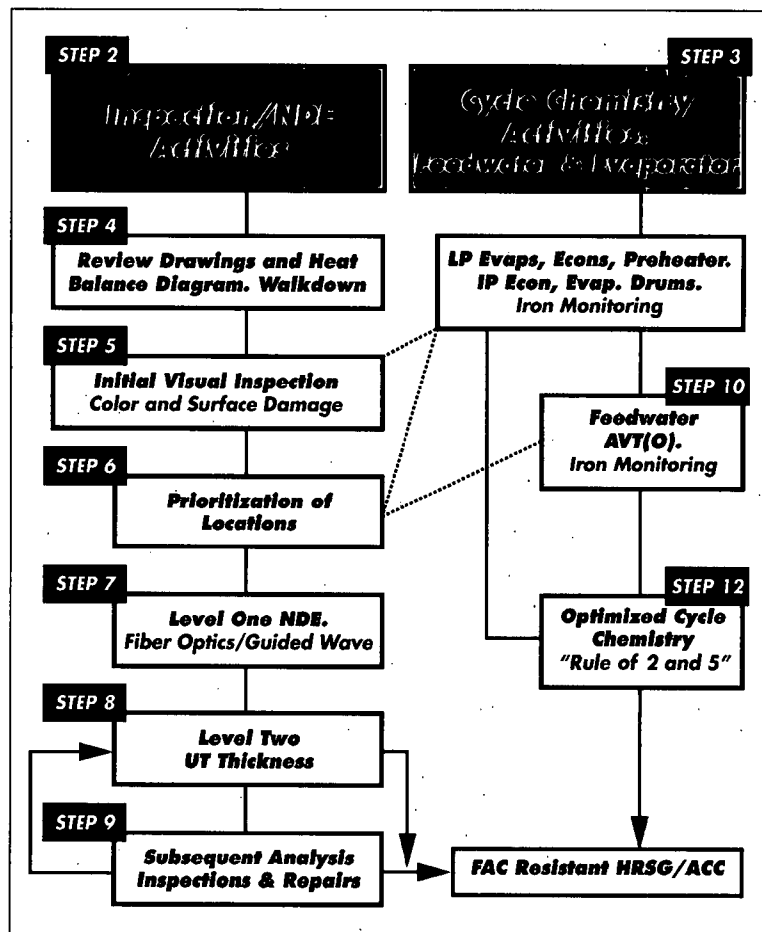 STEP 2
Inspection/NDE
Activities
STEP 4
Review Drawings and Heat
Balance Diagram. Walkdown
STEP 5
Initial Visual Inspection
Color and Surface Damage
STEP 6
Prioritization of
Locations
STEP 7
Level One NDE.
Fiber Optics/Guided Wave
STEP 8
Level Two
UT Thickness
STEP 9
Subsequent Analysis
Inspections & Repairs
STEP 3
Cycle Chemistry
Activities
& Evaporator
LP Evaps, Econs, Preheater.
IP Econ, Evap. Drums.
Iron Monitoring
STEP 10
Feedwater
AVT(O).
Iron Monitoring
STEP 12
Optimized Cycle
Chemistry
"Rule of 2 and 5"
FAC Resistant HRSG/ACC